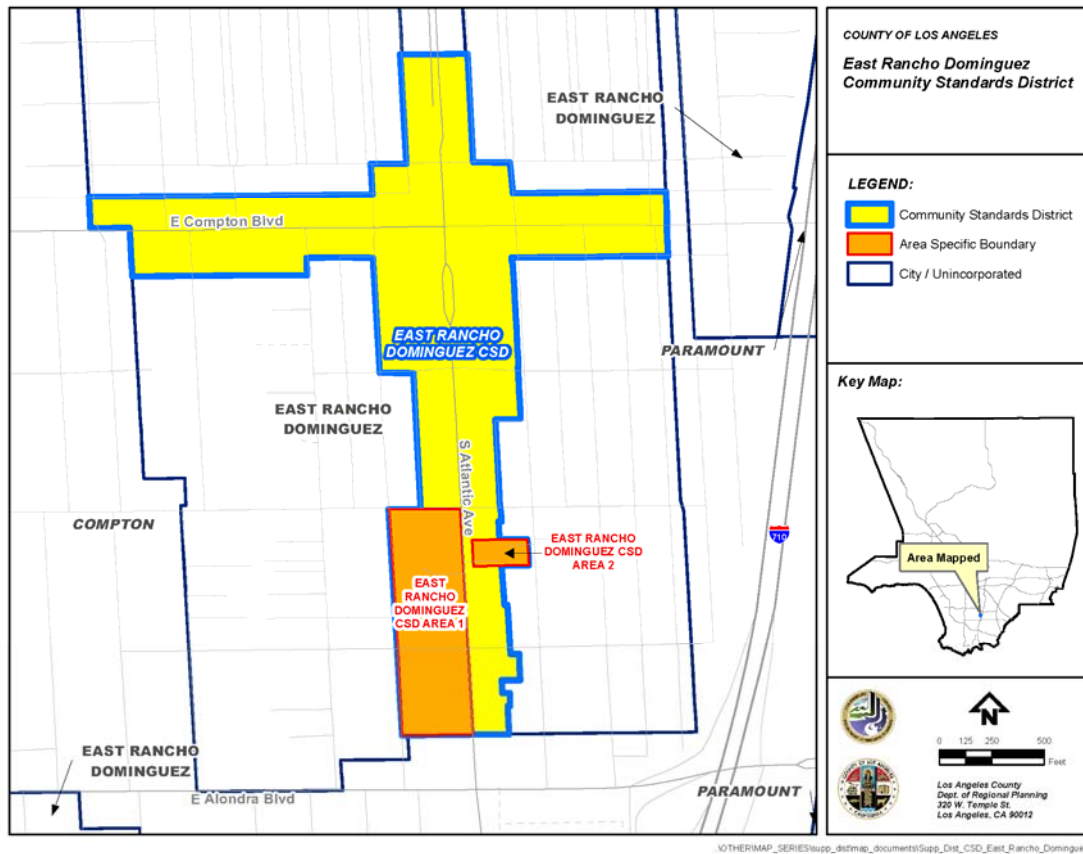 EAST RANCHO
DOMINGUEZ
E Compton Blvd
EAST RANCHO
DOMINGUEZ CSD
PARAMOUNT
EAST RANCHO
DOMINGUEZ
S Atlantic Ave
COMPTON
710
EAST RANCHO
DOMINGUEZ CSD
AREA 2
EAST
RANCHO
DOMINGUEZ
CSD AREA 1
EAST RANCHO
DOMINGUEZ
E Alondra Blvd
PARAMOUNT
COUNTY OF LOS ANGELES
East Rancho Dominguez
Community Standards District
LEGEND:
Community Standards District
Area Specific Boundary
City / Unincorporated
Key Map:
Area Mapped
N
0 125 250 500
Feet
Los Angeles County
Dept. of Regional Planning
320 W. Temple St.
Los Angeles, CA 90012